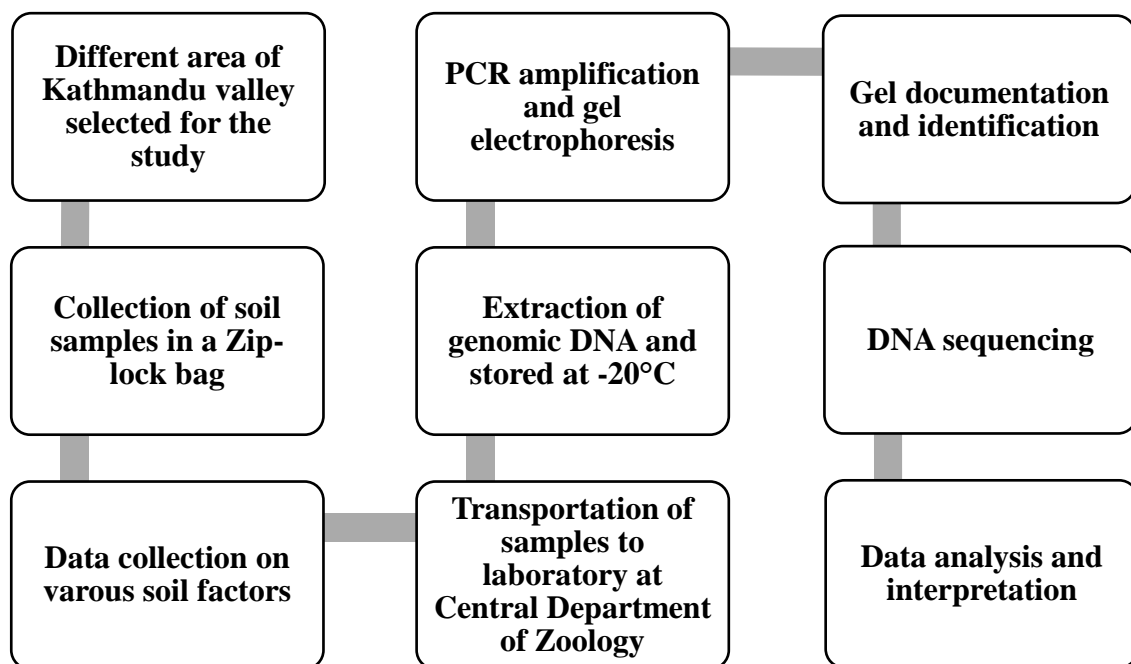 Different area of
Kathmandu valley
selected for the
study
Collection of soil
samples in a Zip-
lock bag
Data collection on
varous soil factors
Transportation of
samples to
laboratory at
Central Department
of Zoology
Extraction of
genomic DNA and
stored at -20°C
PCR amplification
and gel
electrophoresis
Gel documentation
and identification
DNA sequencing
Data analysis and
interpretation